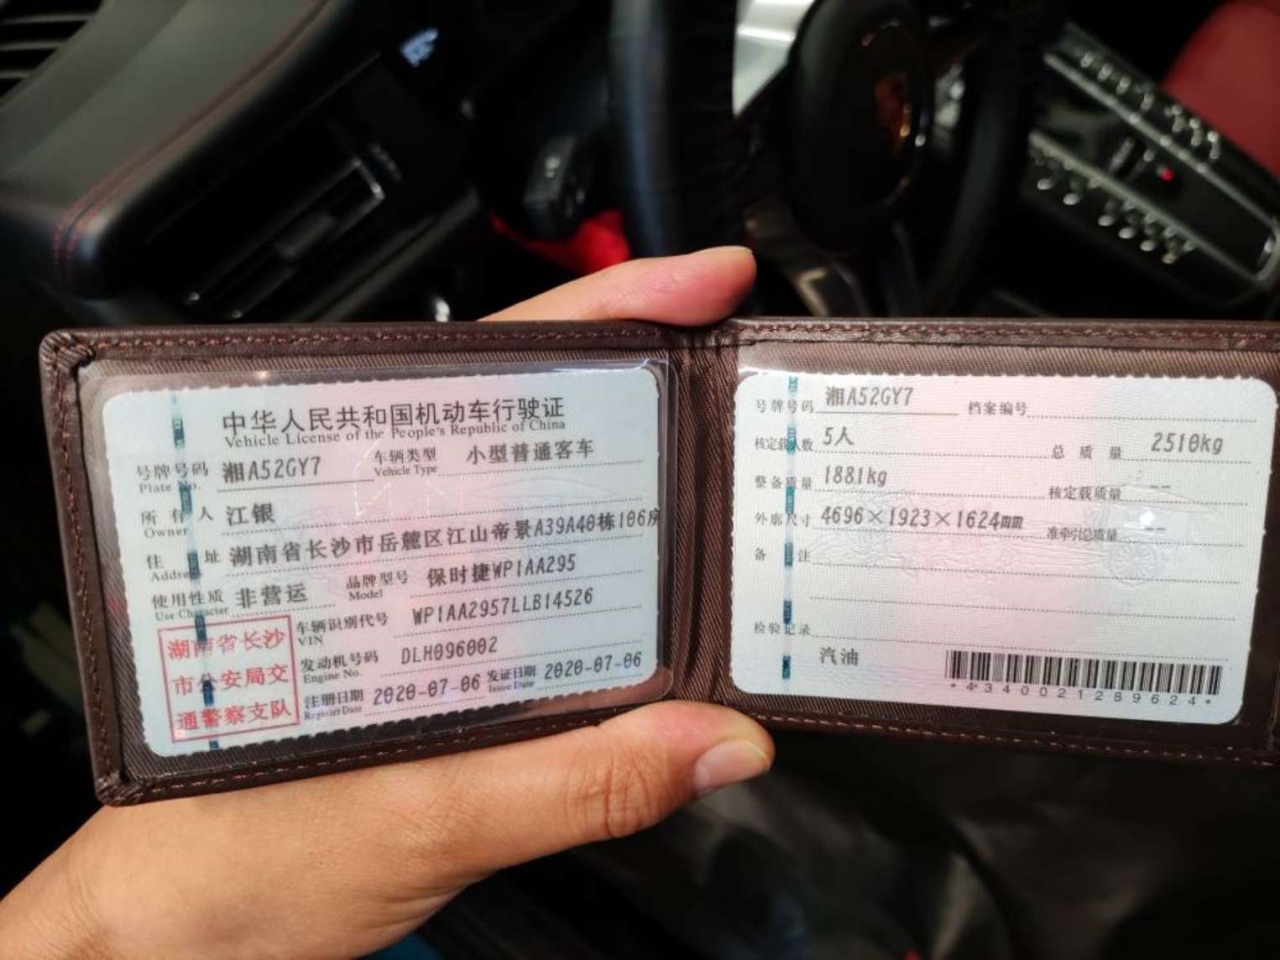 中华人民共和国机动车行驶证
Vehicle License of the People's Republic of China
号牌号码 湘A52GY7 车辆类型 小型普通客车
Plate No. Vehicle Type
所有人 江银
Owner
住址 湖南省长沙市岳麓区江山帝景A39A40栋106房
Address
使用性质 非营运 品牌型号 保时捷WP1AA295
Use Character Model
湖南省长沙
市公安局交
通警察支队
车辆识别代号 WP1AA2957LLB14526
VIN
发动机号码 DLH096002
Engine No.
注册日期 2020-07-06 发证日期 2020-07-06
Register Date Issue Date
号牌号码 湘A52GY7 档案编号
核定载人数 5人 总质量 2510kg
整备质量 1881kg 核定载质量 --
外廓尺寸 4696×1923×1624mm 准牵引总质量 --
备注
检验记录
汽油
*4340021289624*